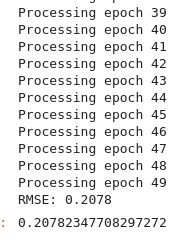 Processing epoch 39
Processing epoch 40
Processing epoch 41
Processing epoch 42
Processing epoch 43
Processing epoch 44
Processing epoch 45
Processing epoch 46
Processing epoch 47
Processing epoch 48
Processing epoch 49
RMSE: 0.2078
: 0.20782347708297272